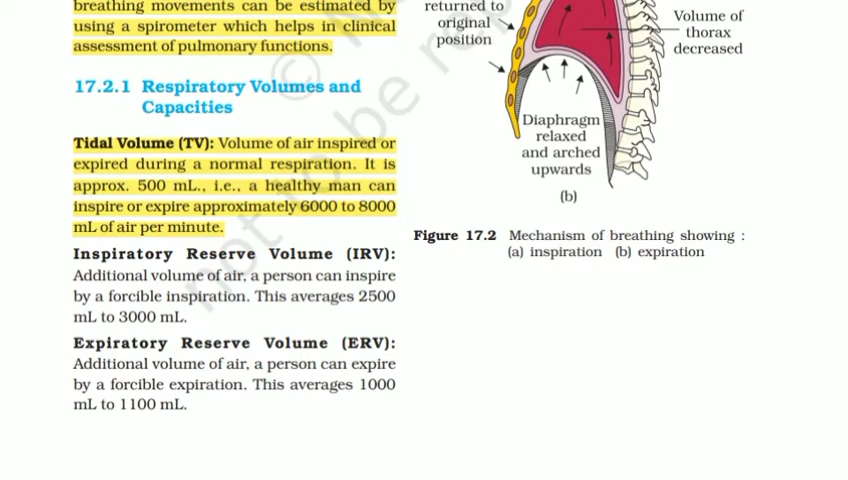 breathing movements can be estimated by
using a spirometer which helps in clinical
assessment of pulmonary functions.
17.2.1 Respiratory Volumes and
Capacities
Tidal Volume (TV): Volume of air inspired or
expired during a normal respiration. It is
approx. 500 mL., i.e., a healthy man can
inspire or expire approximately 6000 to 8000
mL of air per minute.
Inspiratory Reserve Volume (IRV):
Additional volume of air, a person can inspire
by a forcible inspiration. This averages 2500
mL to 3000 mL.
Expiratory Reserve Volume (ERV):
Additional volume of air, a person can expire
by a forcible expiration. This averages 1000
mL to 1100 mL.
returned to
original
position
Volume of
thorax
decreased
Diaphragm
relaxed
and arched
upwards
(b)
Figure 17.2 Mechanism of breathing showing :
(a) inspiration (b) expiration
not to be